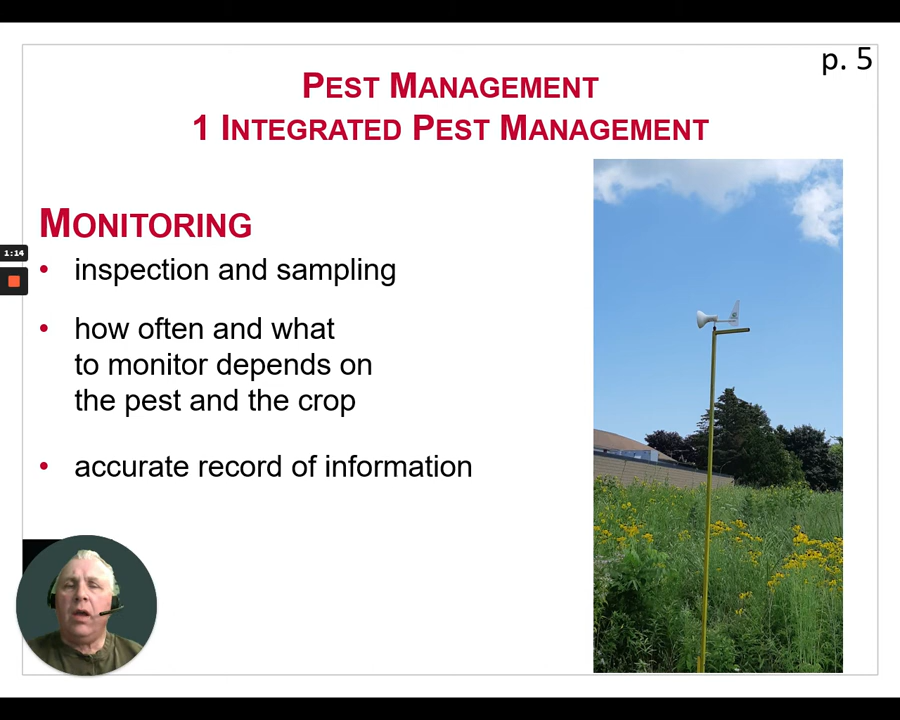 p. 5
PEST MANAGEMENT
1 INTEGRATED PEST MANAGEMENT
MONITORING
• inspection and sampling
• how often and what
to monitor depends on
the pest and the crop
• accurate record of information
1:14